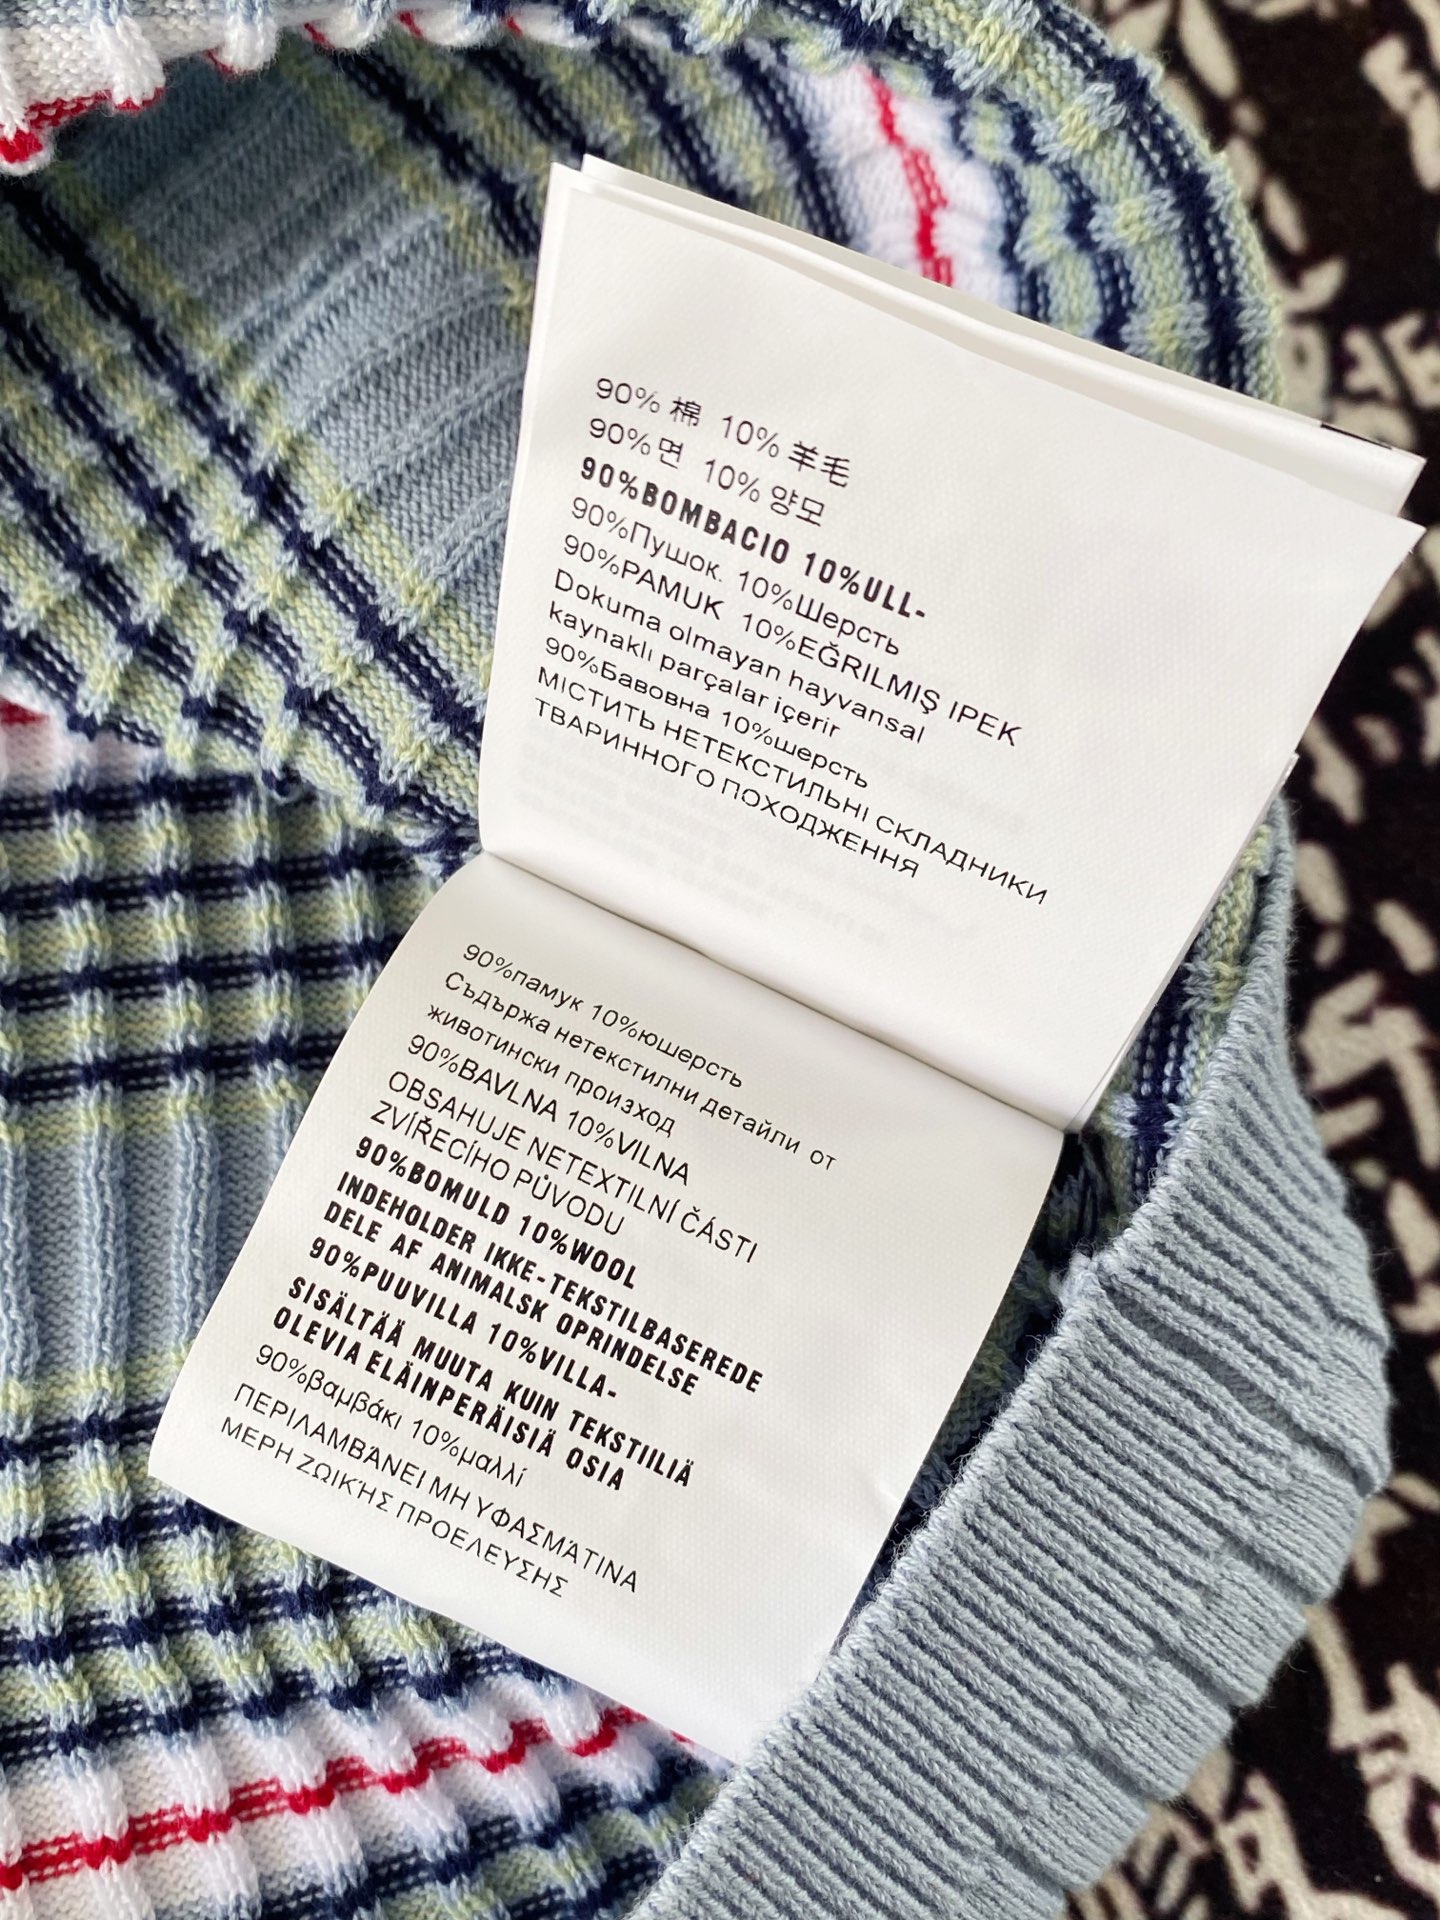 90% 棉 10% 羊毛
90% 면 10% 양모
90%BOMBACIO 10%ULL-
90%Пушок. 10%Шерсть
90%PAMUK 10%EĞRILMIŞ IPEK
Dokuma olmayan hayvansal
kaynaklı parçalar içerir
90%Бавовна 10%шерсть
МІСТИТЬ НЕТЕКСТИЛЬНІ СКЛАДНИКИ
ТВАРИННОГО ПОХОДЖЕННЯ
90%памук 10%юшерсть
Съдържа нетекстилни детайли от
животински произход
90%BAVLNA 10%VILNA
OBSAHUJE NETEXTILNÍ ČÁSTI
ZVÍŘECÍHO PŮVODU
90%BOMULD 10%WOOL
INDEHOLDER IKKE-TEKSTILBASEREDE
DELE AF ANIMALSK OPRINDELSE
90%PUUVILLA 10%VILLA-
SISÄLTÄÄ MUUTA KUIN TEKSTIILIÄ
OLEVIA ELÄINPERÄISIÄ OSIA
90%βαμβάκι 10%μαλλί
ΠΕΡΙΛΑΜΒΆΝΕΙ ΜΗ ΥΦΑΣΜΆΤΙΝΑ
ΜΕΡΗ ΖΩΙΚΉΣ ΠΡΟΕΛΕΥΣΗΣ